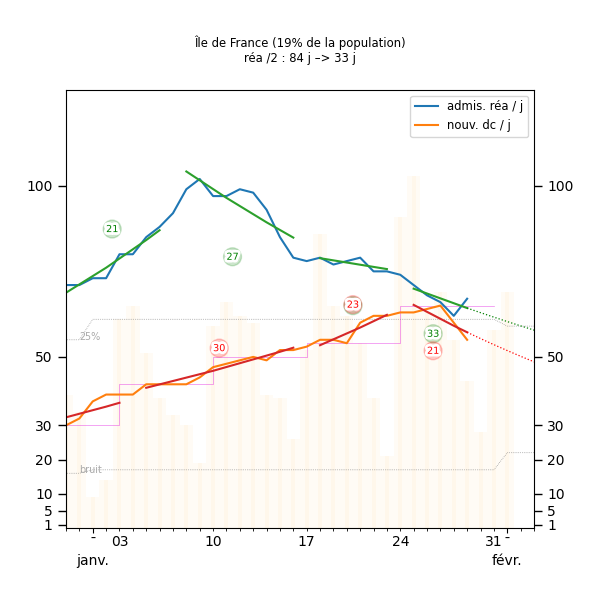 Île de France (19% de la population)
réa /2 : 84 j –> 33 j
admis. réa / j
nouv. dc / j
100 100
21
27
23
25%
33
30
21
50 50
30 30
20 20
bruit
10 10
5 5
1 1
- 03 10 17 24 31 -
janv. févr.